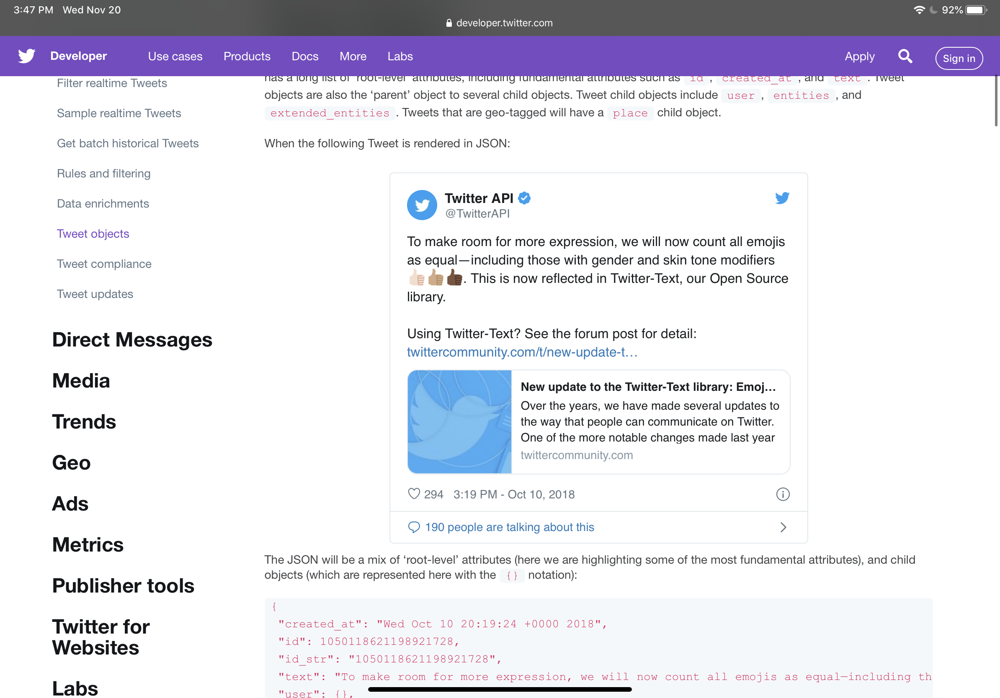 3:47 PM Wed Nov 20
92%
developer.twitter.com
Developer Use cases Products Docs More Labs Apply Sign in
Filter realtime Tweets
Sample realtime Tweets
Get batch historical Tweets
Rules and filtering
Data enrichments
Tweet objects
Tweet compliance
Tweet updates
Direct Messages
Media
Trends
Geo
Ads
Metrics
Publisher tools
Twitter for
Websites
Labs
has a long list of ‘root-level’ attributes, including fundamental attributes such as id , created_at , and text . Tweet
objects are also the ‘parent’ object to several child objects. Tweet child objects include user , entities , and
extended_entities . Tweets that are geo-tagged will have a place child object.
When the following Tweet is rendered in JSON:
Twitter API
@TwitterAPI
To make room for more expression, we will now count all emojis
as equal—including those with gender and skin tone modifiers
👍🏻👍🏽👍🏿. This is now reflected in Twitter-Text, our Open Source
library.
Using Twitter-Text? See the forum post for detail:
twittercommunity.com/t/new-update-t…
New update to the Twitter-Text library: Emoj…
Over the years, we have made several updates to
the way that people can communicate on Twitter.
One of the more notable changes made last year
twittercommunity.com
294 3:19 PM - Oct 10, 2018
190 people are talking about this
The JSON will be a mix of ‘root-level’ attributes (here we are highlighting some of the most fundamental attributes), and child
objects (which are represented here with the {} notation):
{
"created_at": "Wed Oct 10 20:19:24 +0000 2018",
"id": 1050118621198921728,
"id_str": "1050118621198921728",
"text": "To make room for more expression, we will now count all emojis as equal—including th
"user": {},